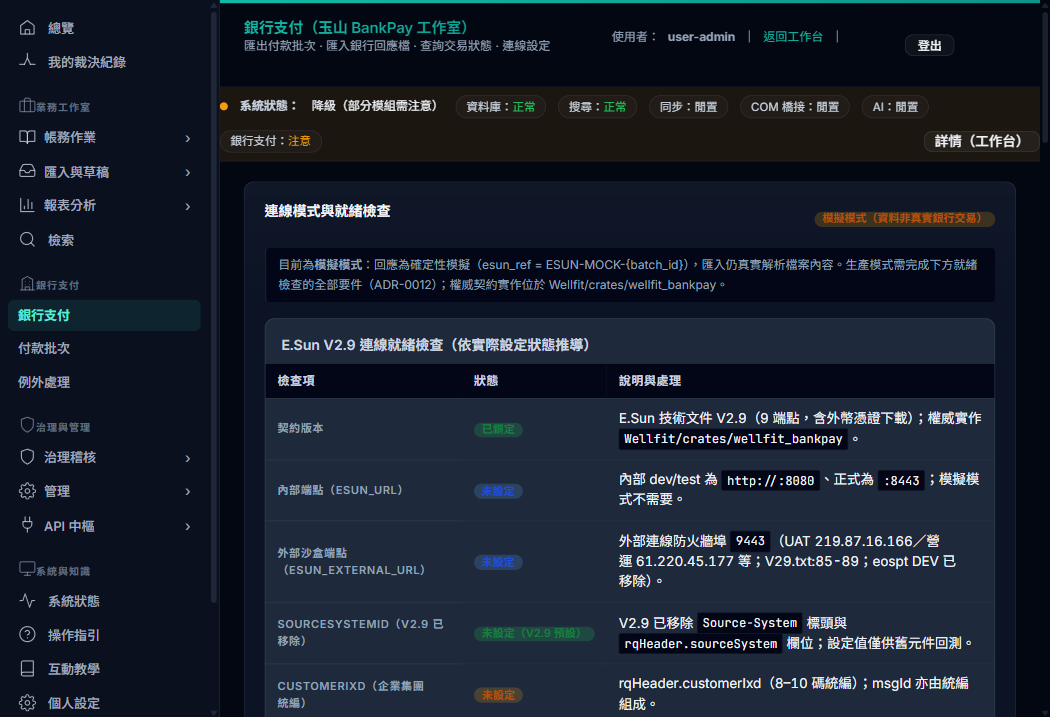 總覽
我的裁決紀錄
業務工作室
帳務作業
匯入與草稿
報表分析
檢索
銀行支付
銀行支付
付款批次
例外處理
治理與管理
治理稽核
管理
API 中樞
系統與知識
系統狀態
操作指引
互動教學
個人設定
銀行支付（玉山 BankPay 工作室）
匯出付款批次 · 匯入銀行回應檔 · 查詢交易狀態 · 連線設定
使用者： user-admin | 返回工作台 |
登出
系統狀態： 降級（部分模組需注意） 資料庫：正常 搜尋：正常 同步：閒置 COM 橋接：閒置 AI：閒置
銀行支付：注意 詳情（工作台）
連線模式與就緒檢查
模擬模式（資料非真實銀行交易）
目前為模擬模式：回應為確定性模擬（esun_ref = ESUN-MOCK-{batch_id}），匯入仍真實解析檔案內容。生產模式需完成下方就緒
檢查的全部要件（ADR-0012）；權威契約實作位於 Wellfit/crates/wellfit_bankpay。
E.Sun V2.9 連線就緒檢查（依實際設定狀態推導）
檢查項 狀態 說明與處理
契約版本 已鎖定 E.Sun 技術文件 V2.9（9 端點，含外幣憑證下載）；權威實作
Wellfit/crates/wellfit_bankpay 。
內部端點（ESUN_URL） 未設定 內部 dev/test 為 http://:8080 、正式為 :8443 ；模擬模
式不需要。
外部沙盒端點
（ESUN_EXTERNAL_URL） 未設定 外部連線防火牆埠 9443 （UAT 219.87.16.166／營
運 61.220.45.177 等；V29.txt:85-89；eospt DEV 已
移除）。
SOURCESYSTEMID（V2.9 已
移除） 未設定（V2.9 預設） V2.9 已移除 Source-System 標頭與
rqHeader.sourceSystem 欄位；設定值僅供舊元件回測。
CUSTOMERIXD（企業集團
統編） 未設定 rqHeader.customerIxd（8–10 碼統編）；msgId 亦由統編
組成。